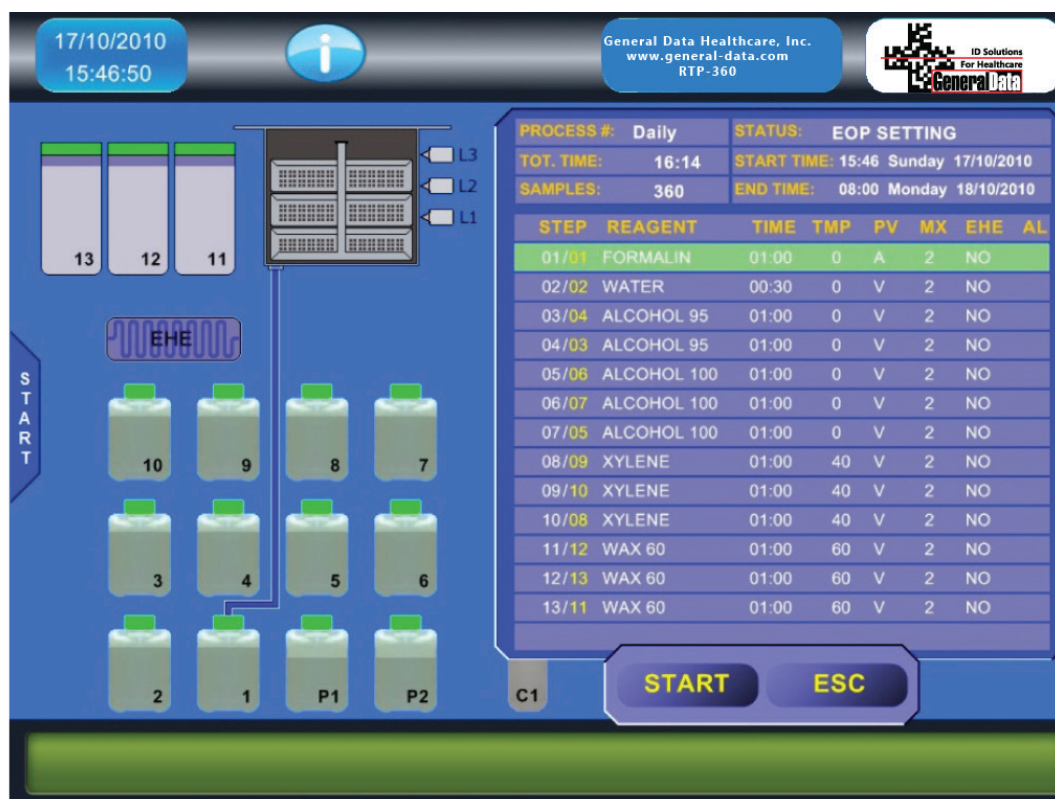 17/10/2010
15:46:50
i
General Data Healthcare, Inc.
www.general-data.com
RTP-360
ID Solutions
For Healthcare
General Data
PROCESS #: Daily STATUS: EOP SETTING
TOT. TIME: 16:14 START TIME: 15:46 Sunday 17/10/2010
SAMPLES: 360 END TIME: 08:00 Monday 18/10/2010
STEP REAGENT TIME TMP PV MX EHE AL
01/01 FORMALIN 01:00 0 A 2 NO
02/02 WATER 00:30 0 V 2 NO
03/04 ALCOHOL 95 01:00 0 V 2 NO
04/03 ALCOHOL 95 01:00 0 V 2 NO
05/06 ALCOHOL 100 01:00 0 V 2 NO
06/07 ALCOHOL 100 01:00 0 V 2 NO
07/05 ALCOHOL 100 01:00 0 V 2 NO
08/09 XYLENE 01:00 40 V 2 NO
09/10 XYLENE 01:00 40 V 2 NO
10/08 XYLENE 01:00 40 V 2 NO
11/12 WAX 60 01:00 60 V 2 NO
12/13 WAX 60 01:00 60 V 2 NO
13/11 WAX 60 01:00 60 V 2 NO
START ESC
L3
L2
L1
13 12 11
EHE
START
10 9 8 7
3 4 5 6
2 1 P1 P2 C1